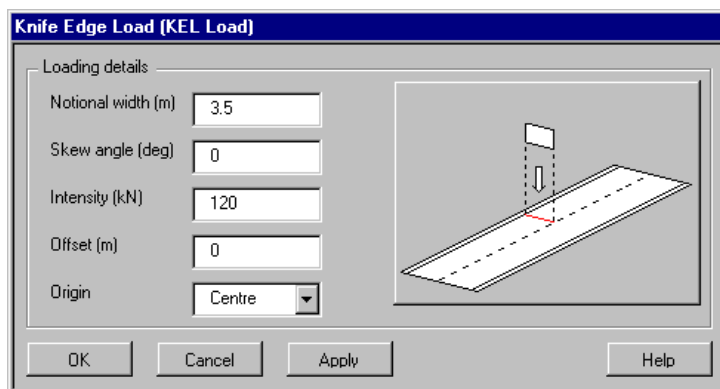 Knife Edge Load (KEL Load)
Loading details
Notional width (m) 3.5
Skew angle (deg) 0
Intensity (kN) 120
Offset (m) 0
Origin Centre
OK Cancel Apply Help